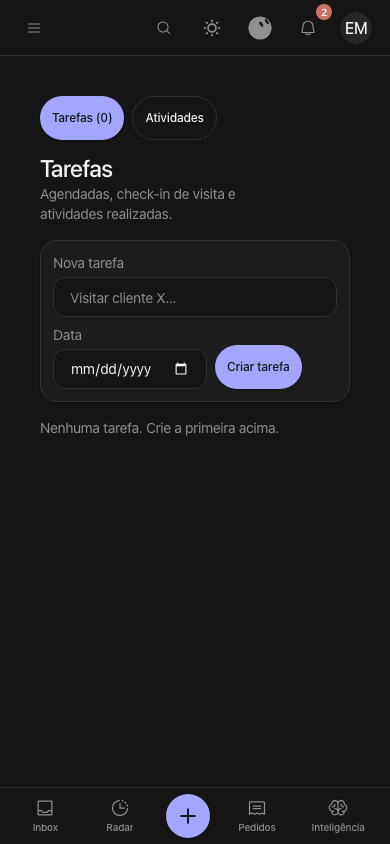 2
EM
Tarefas (0)
Atividades
Tarefas
Agendadas, check-in de visita e
atividades realizadas.
Nova tarefa
Visitar cliente X...
Data
mm/dd/yyyy
Criar tarefa
Nenhuma tarefa. Crie a primeira acima.
Inbox
Radar
Pedidos
Inteligência